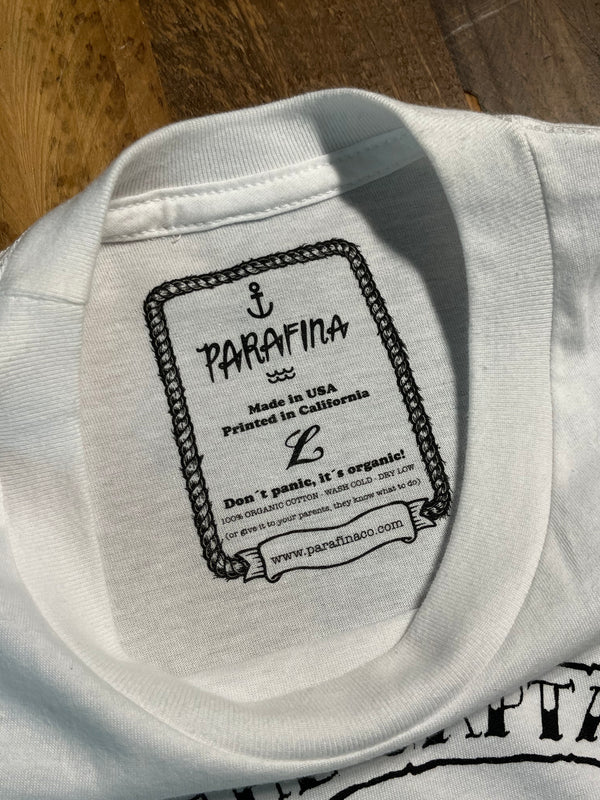 PARAFINA
Made in USA
Printed in California
L
Don´t panic, it´s organic!
100% ORGANIC COTTON · WASH COLD · DRY LOW
(or give it to your parents, they know what to do)
www.parafinaco.com